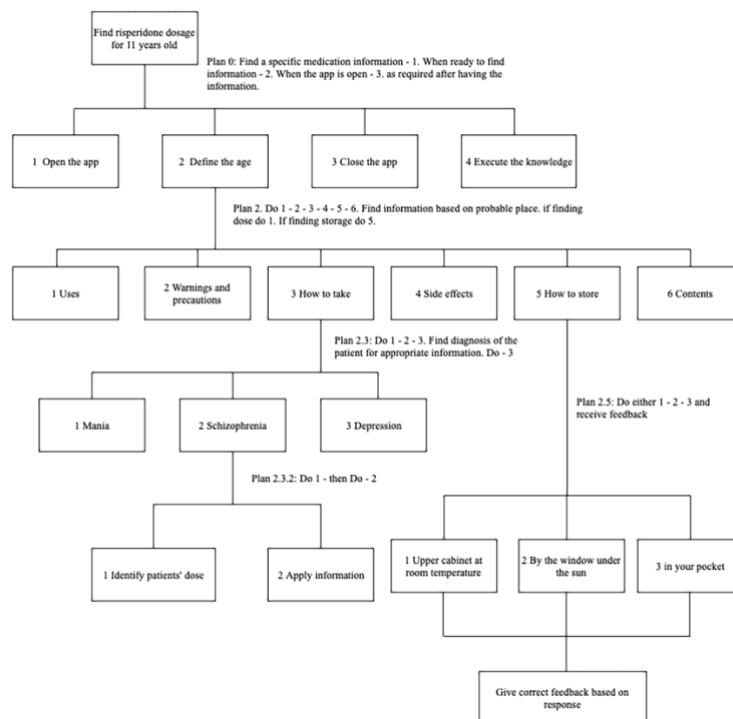 Find risperidone dosage
for 11 years old
Plan 0: Find a specific medication information - 1. When ready to find
information - 2. When the app is open - 3. as required after having the
information.
1 Open the app
2 Define the age
3 Close the app
4 Execute the knowledge
Plan 2. Do 1 - 2 - 3 - 4 - 5 - 6. Find information based on probable place. if finding
dose do 1. If finding storage do 5.
1 Uses
2 Warnings and
precautions
3 How to take
4 Side effects
5 How to store
6 Contents
Plan 2.3: Do 1 - 2 - 3. Find diagnosis of the
patient for appropriate information. Do - 3
1 Mania
2 Schizophrenia
3 Depression
Plan 2.5: Do either 1 - 2 - 3 and
receive feedback
Plan 2.3.2: Do 1 - then Do - 2
1 Identify patients' dose
2 Apply information
1 Upper cabinet at
room temperature
2 By the window under
the sun
3 in your pocket
Give correct feedback based on
response